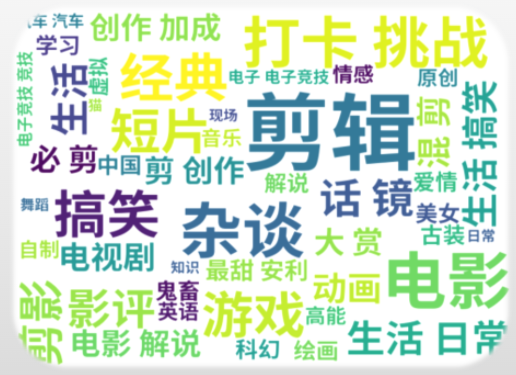 车 汽车
创作 加成
打卡 挑战
学习
生活
虚拟
猫
经典
电子 电子竞技
情感
原创
电子竞技 竞技
短片
现场
音乐
剪辑
混 剪
生活 搞笑
必 剪
中国
剪 创作
解说
话 镜
爱情
美女
舞蹈
搞笑
杂谈
大 赏
古装
日常
自制
电视剧
知识
最甜 安利
动画
电影
剪影
影评
鬼畜
英语
游戏
高能
电影 解说
科幻
绘画
生活 日常